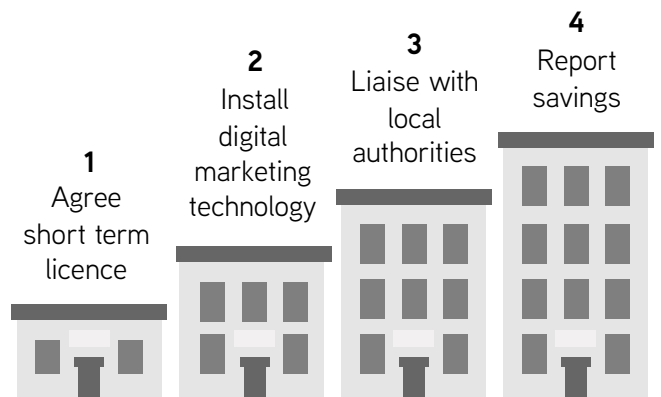 1
Agree
short term
licence
2
Install
digital
marketing
technology
3
Liaise with
local
authorities
4
Report
savings